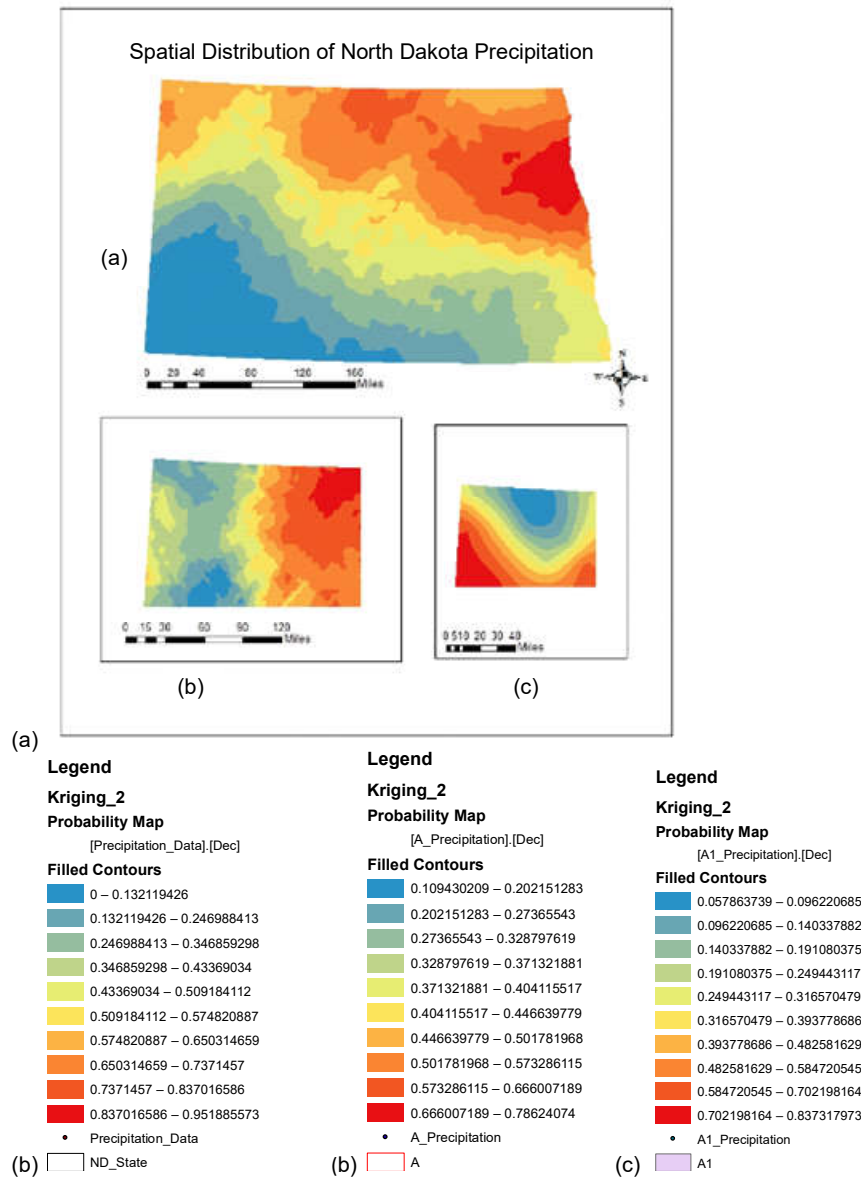 Spatial Distribution of North Dakota Precipitation
(a)
0 20 40 80 120 160
Miles
N
W E
S
0 15 30 60 90 120
Miles
0 5 10 20 30 40
Miles
(b)
(c)
(a)
Legend
Kriging_2
Probability Map
[Precipitation_Data].[Dec]
Filled Contours
0 – 0.132119426
0.132119426 – 0.246988413
0.246988413 – 0.346859298
0.346859298 – 0.43369034
0.43369034 – 0.509184112
0.509184112 – 0.574820887
0.574820887 – 0.650314659
0.650314659 – 0.7371457
0.7371457 – 0.837016586
0.837016586 – 0.951885573
Precipitation_Data
(b) ND_State
Legend
Kriging_2
Probability Map
[A_Precipitation].[Dec]
Filled Contours
0.109430209 – 0.202151283
0.202151283 – 0.27365543
0.27365543 – 0.328797619
0.328797619 – 0.371321881
0.371321881 – 0.404115517
0.404115517 – 0.446639779
0.446639779 – 0.501781968
0.501781968 – 0.573286115
0.573286115 – 0.666007189
0.666007189 – 0.78624074
A_Precipitation
(b) A
Legend
Kriging_2
Probability Map
[A1_Precipitation].[Dec]
Filled Contours
0.057863739 – 0.096220685
0.096220685 – 0.140337882
0.140337882 – 0.191080375
0.191080375 – 0.249443117
0.249443117 – 0.316570479
0.316570479 – 0.393778686
0.393778686 – 0.482581629
0.482581629 – 0.584720545
0.584720545 – 0.702198164
0.702198164 – 0.837317973
A1_Precipitation
(c) A1